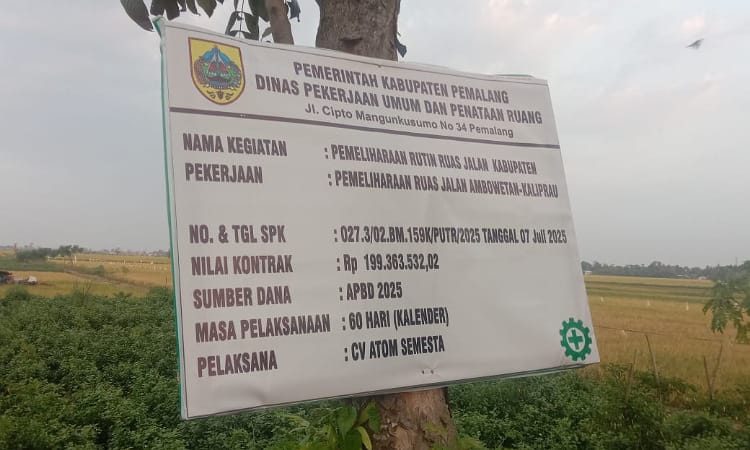 PEMERINTAH KABUPATEN PEMALANG
DINAS PEKERJAAN UMUM DAN PENATAAN RUANG
Jl. Cipto Mangunkusumo No 34 Pemalang
NAMA KEGIATAN : PEMELIHARAAN RUTIN RUAS JALAN KABUPATEN
PEKERJAAN : PEMELIHARAAN RUAS JALAN AMBOWETAN-KALIPRAU
NO. & TGL SPK : 027.3/02.BM.159K/PUTR/2025 TANGGAL 07 Juli 2025
NILAI KONTRAK : Rp 199.363.532,02
SUMBER DANA : APBD 2025
MASA PELAKSANAAN : 60 HARI (KALENDER)
PELAKSANA : CV ATOM SEMESTA